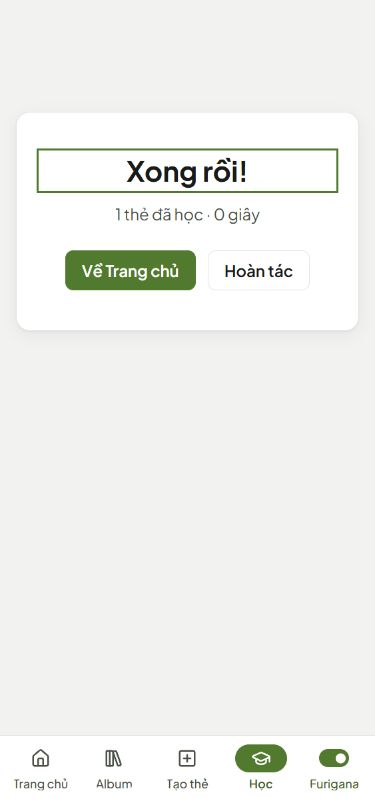 Xong rồi!
1 thẻ đã học · 0 giây
Về Trang chủ
Hoàn tác
Trang chủ
Album
Tạo thẻ
Học
Furigana